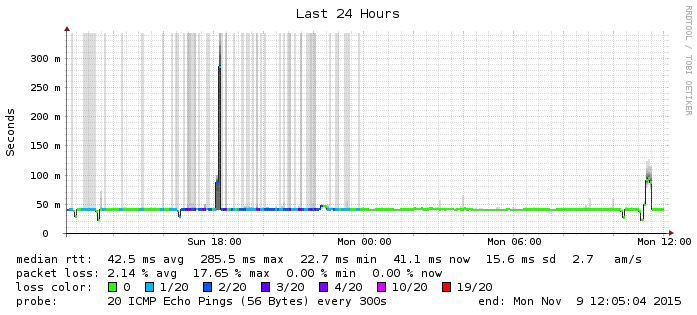 Last 24 Hours
RRDTOOL / TOBI OETIKER
Seconds
300 m
250 m
200 m
150 m
100 m
50 m
0
Sun 18:00 Mon 00:00 Mon 06:00 Mon 12:00
median rtt: 42.5 ms avg 285.5 ms max 22.7 ms min 41.1 ms now 15.6 ms sd 2.7 am/s
packet loss: 2.14 % avg 17.65 % max 0.00 % min 0.00 % now
loss color: 0 1/20 2/20 3/20 4/20 10/20 19/20
probe: 20 ICMP Echo Pings (56 Bytes) every 300s end: Mon Nov 9 12:05:04 2015